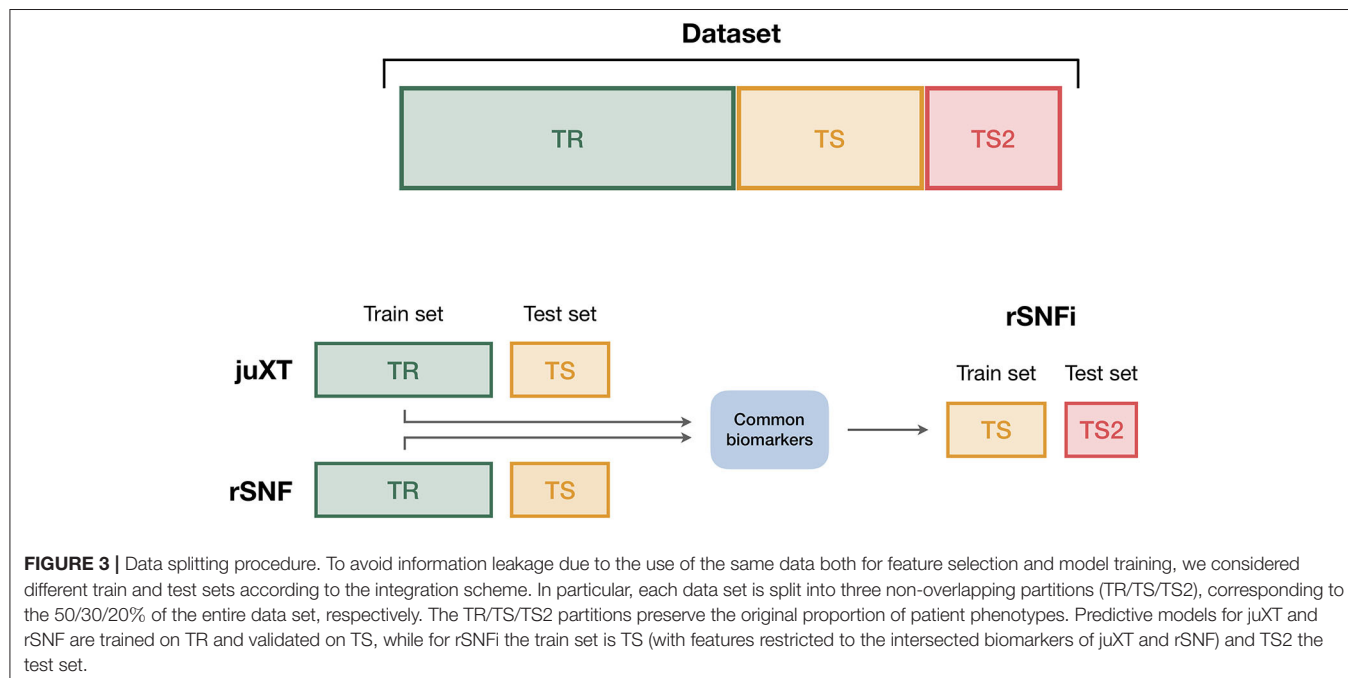 Dataset
TR
TS
TS2
Train set
Test set
juXT
TR
TS
rSNFi
Train set
Test set
Common
biomarkers
TS
TS2
rSNF
TR
TS
FIGURE 3 | Data splitting procedure. To avoid information leakage due to the use of the same data both for feature selection and model training, we considered
different train and test sets according to the integration scheme. In particular, each data set is split into three non-overlapping partitions (TR/TS/TS2), corresponding to
the 50/30/20% of the entire data set, respectively. The TR/TS/TS2 partitions preserve the original proportion of patient phenotypes. Predictive models for juXT and
rSNF are trained on TR and validated on TS, while for rSNFi the train set is TS (with features restricted to the intersected biomarkers of juXT and rSNF) and TS2 the
test set.